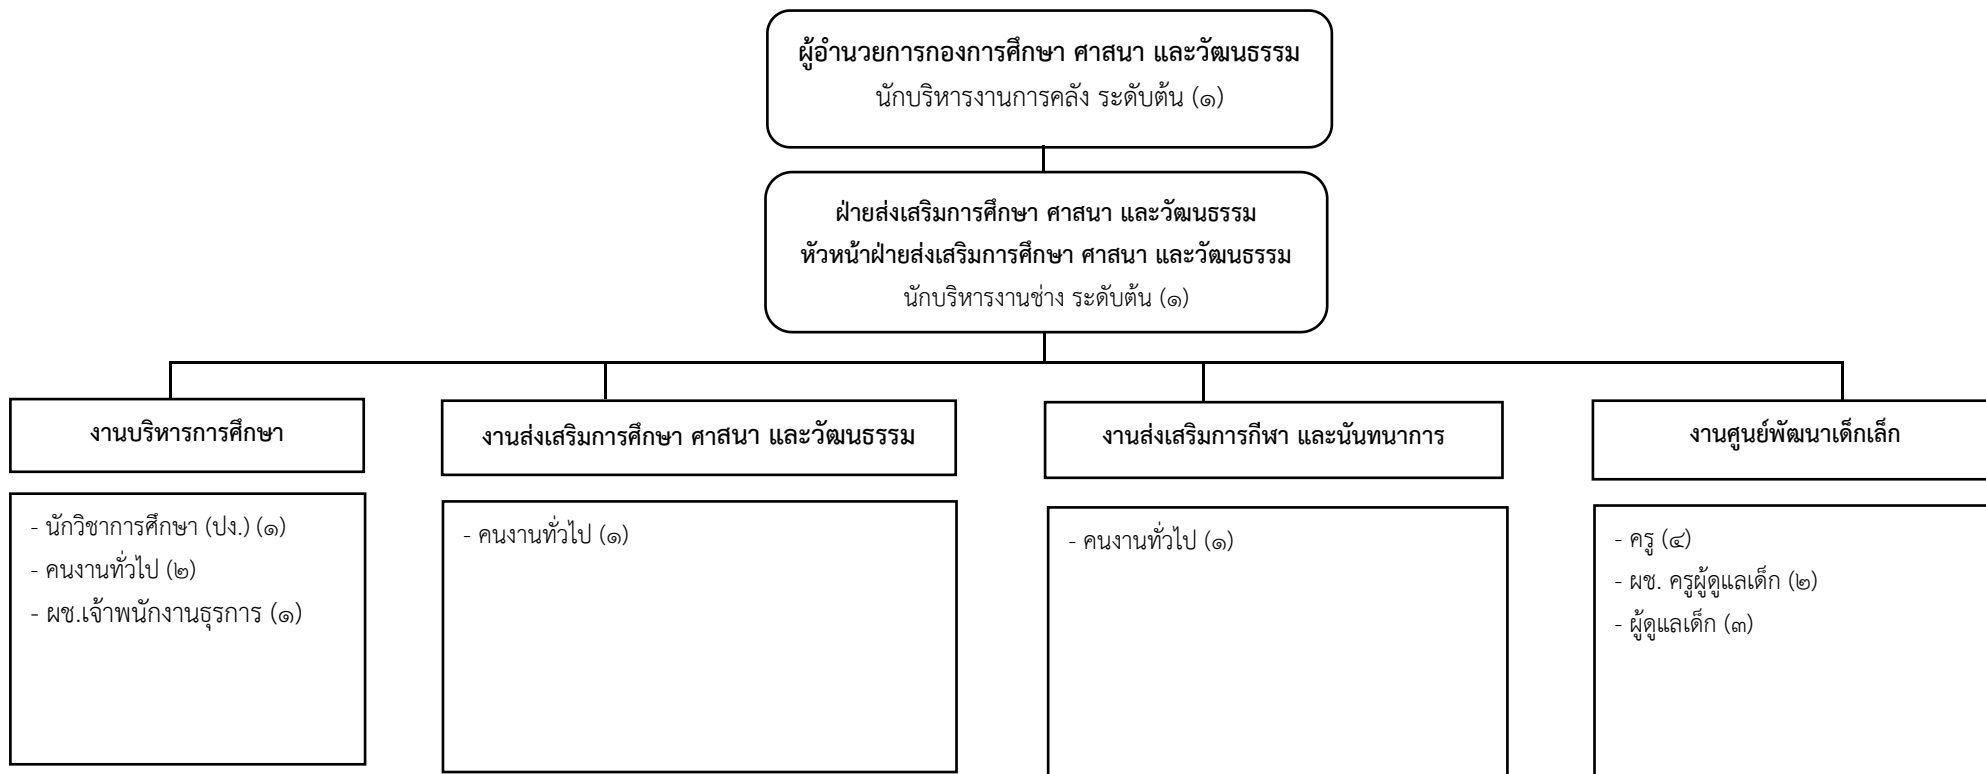 ผู้อำนวยการกองการศึกษา ศาสนา และวัฒนธรรม
นักบริหารงานการคลัง ระดับต้น (๑)
ฝ่ายส่งเสริมการศึกษา ศาสนา และวัฒนธรรม
หัวหน้าฝ่ายส่งเสริมการศึกษา ศาสนา และวัฒนธรรม
นักบริหารงานช่าง ระดับต้น (๑)
งานบริหารการศึกษา
- นักวิชาการศึกษา (ปง.) (๑)
- คนงานทั่วไป (๒)
- ผช.เจ้าพนักงานธุรการ (๑)
งานส่งเสริมการศึกษา ศาสนา และวัฒนธรรม
- คนงานทั่วไป (๑)
งานส่งเสริมการกีฬา และนันทนาการ
- คนงานทั่วไป (๑)
งานศูนย์พัฒนาเด็กเล็ก
- ครู (๔)
- ผช. ครูผู้ดูแลเด็ก (๒)
- ผู้ดูแลเด็ก (๓)